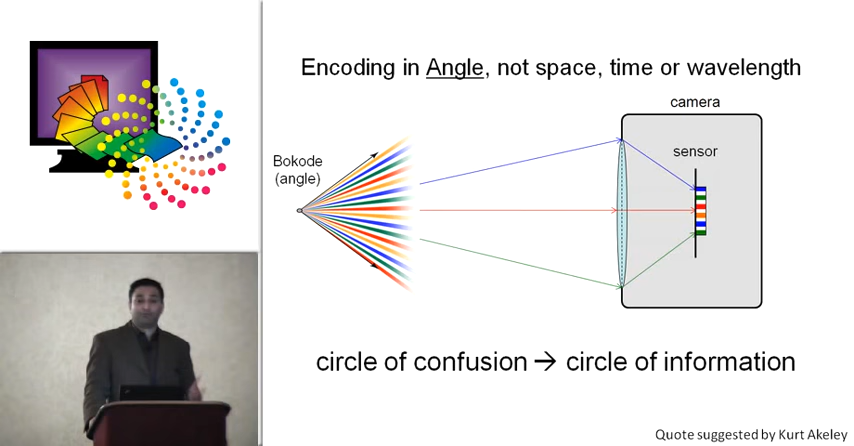 Encoding in Angle, not space, time or wavelength
camera
sensor
Bokode
(angle)
circle of confusion → circle of information
Quote suggested by Kurt Akeley